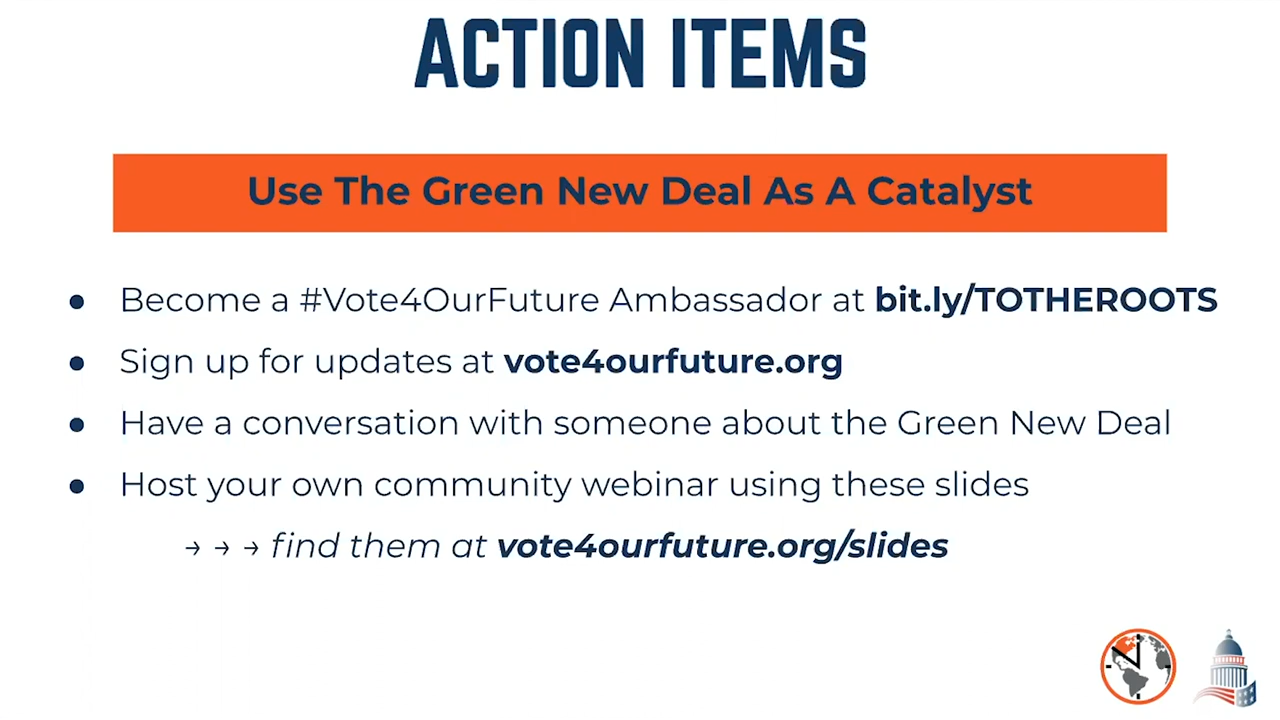 ACTION ITEMS
Use The Green New Deal As A Catalyst
● Become a #Vote4OurFuture Ambassador at bit.ly/TOTHEROOTS
● Sign up for updates at vote4ourfuture.org
● Have a conversation with someone about the Green New Deal
● Host your own community webinar using these slides
→ → → find them at vote4ourfuture.org/slides